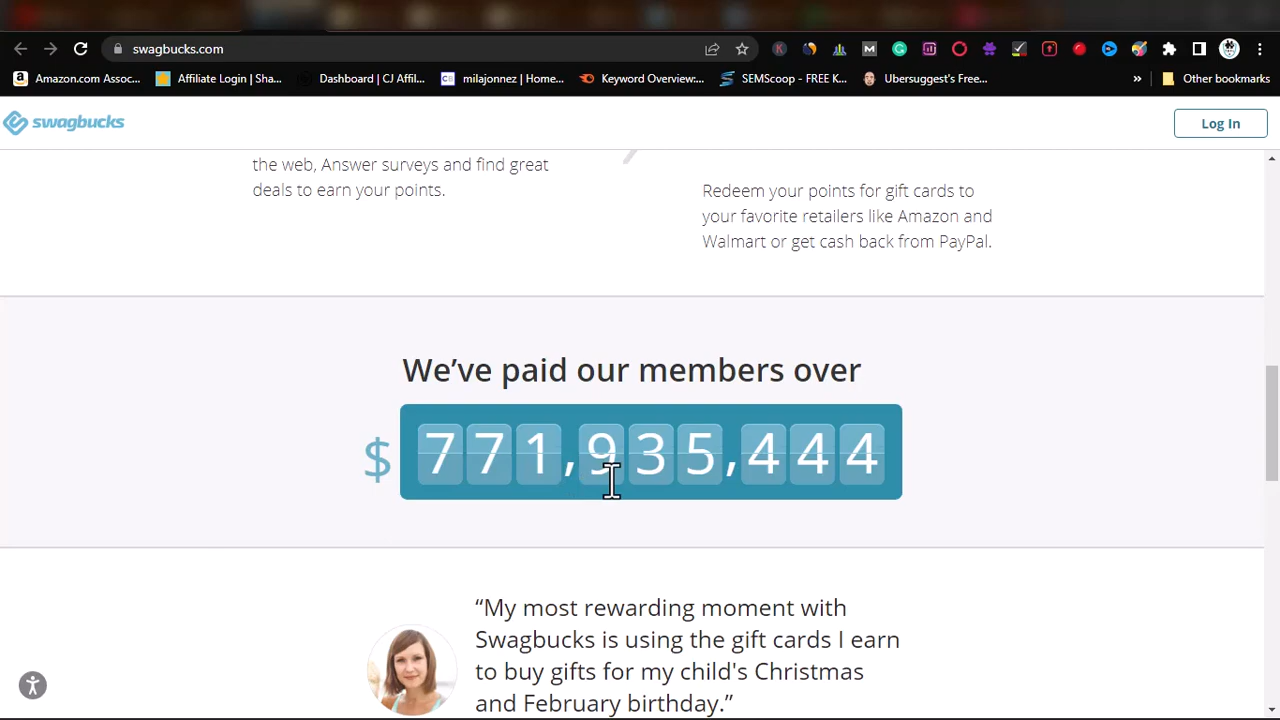 swagbucks.com
Amazon.com Assoc...
Affiliate Login | Sha...
Dashboard | CJ Affil...
milajonnez | Home...
Keyword Overview:...
SEMScoop - FREE K...
Ubersuggest's Free...
»
Other bookmarks
swagbucks
Log In
the web, Answer surveys and find great
deals to earn your points.
Redeem your points for gift cards to
your favorite retailers like Amazon and
Walmart or get cash back from PayPal.
We’ve paid our members over
$ 771,935,444
“My most rewarding moment with
Swagbucks is using the gift cards I earn
to buy gifts for my child's Christmas
and February birthday.”